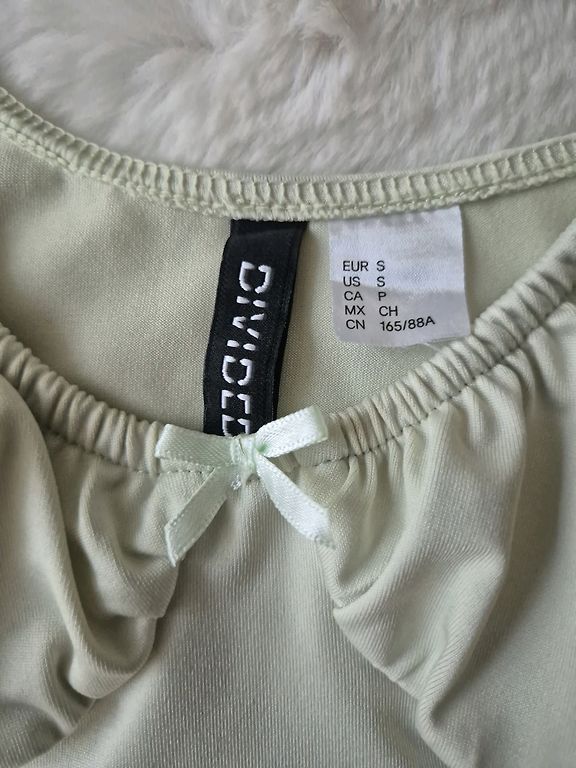 DIVIDED
EUR S
US S
CA P
MX CH
CN 165/88A